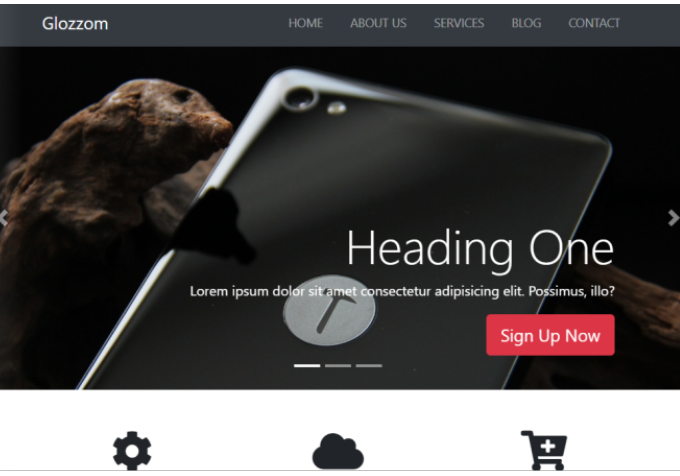 Glozzom
HOME ABOUT US SERVICES BLOG CONTACT
Heading One
Lorem ipsum dolor sit amet consectetur adipisicing elit. Possimus, illo?
Sign Up Now